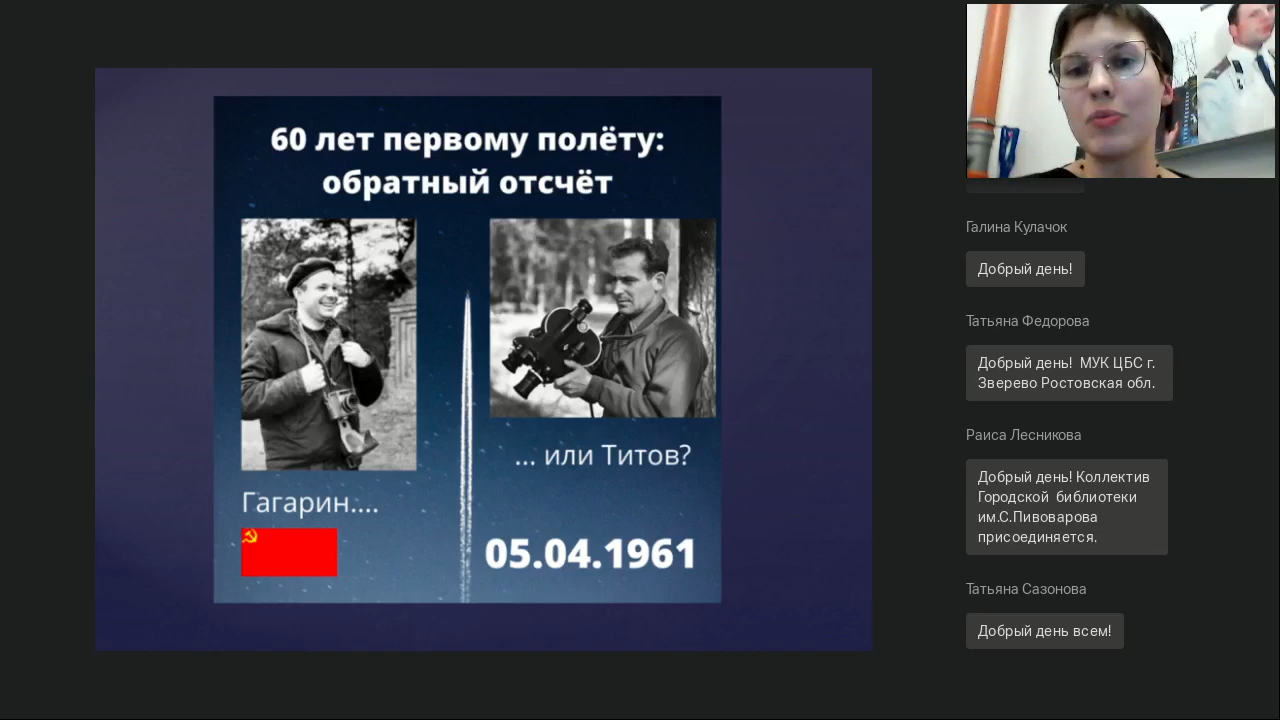 60 лет первому полёту:
обратный отсчёт
... или Титов?
Гагарин....
05.04.1961
Галина Кулачок
Добрый день!
Татьяна Федорова
Добрый день! МУК ЦБС г.
Зверево Ростовская обл.
Раиса Лесникова
Добрый день! Коллектив
Городской библиотеки
им.С.Пивоварова
присоединяется.
Татьяна Сазонова
Добрый день всем!